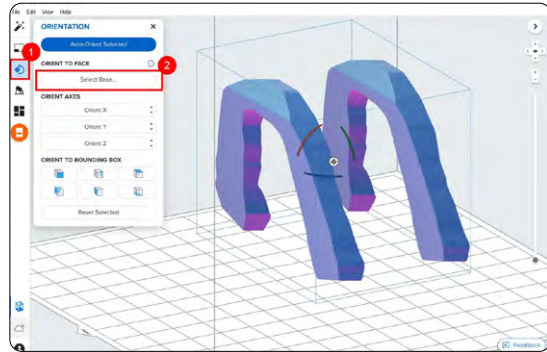 File Edit View Help
ORIENTATION
1
Auto-Orient Selected
ORIENT TO FACE
2
Select Base...
ORIENT AXES
Orient X
Orient Y
Orient Z
ORIENT TO BOUNDING BOX
Reset Selected
Feedback